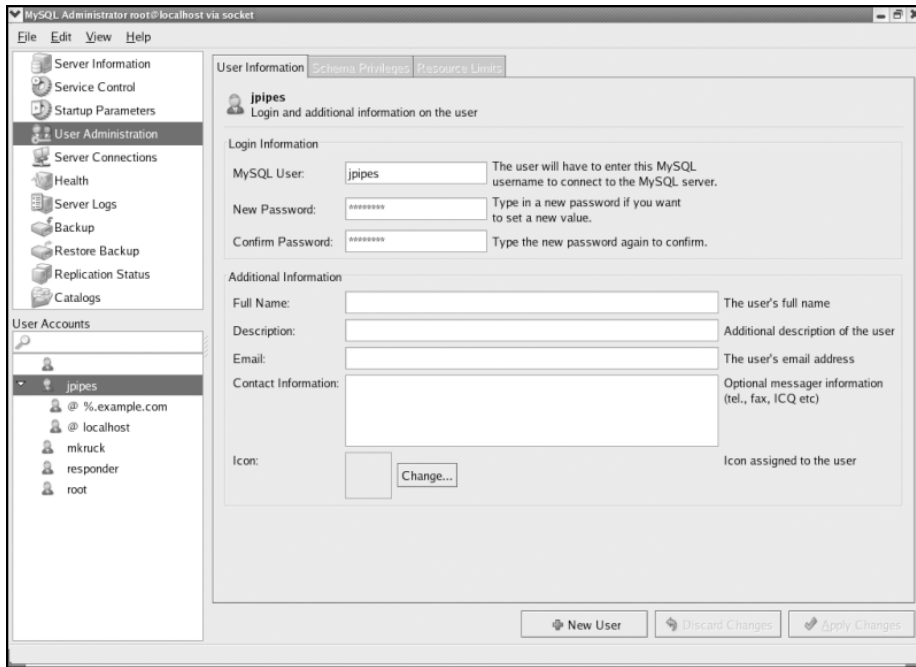 MySQL Administrator root@localhost via socket
File Edit View Help
Server Information
Service Control
Startup Parameters
User Administration
Server Connections
Health
Server Logs
Backup
Restore Backup
Replication Status
Catalogs
User Accounts
jpipes
@ %.example.com
@ localhost
mkruck
responder
root
User Information Schema Privileges Resource Limits
jpipes
Login and additional information on the user
Login Information
MySQL User: jpipes The user will have to enter this MySQL
username to connect to the MySQL server.
New Password: ******** Type in a new password if you want
to set a new value.
Confirm Password: ******** Type the new password again to confirm.
Additional Information
Full Name: The user's full name
Description: Additional description of the user
Email: The user's email address
Contact Information: Optional messager information
(tel., fax, ICQ etc)
Icon: Change... Icon assigned to the user
New User Discard Changes Apply Changes